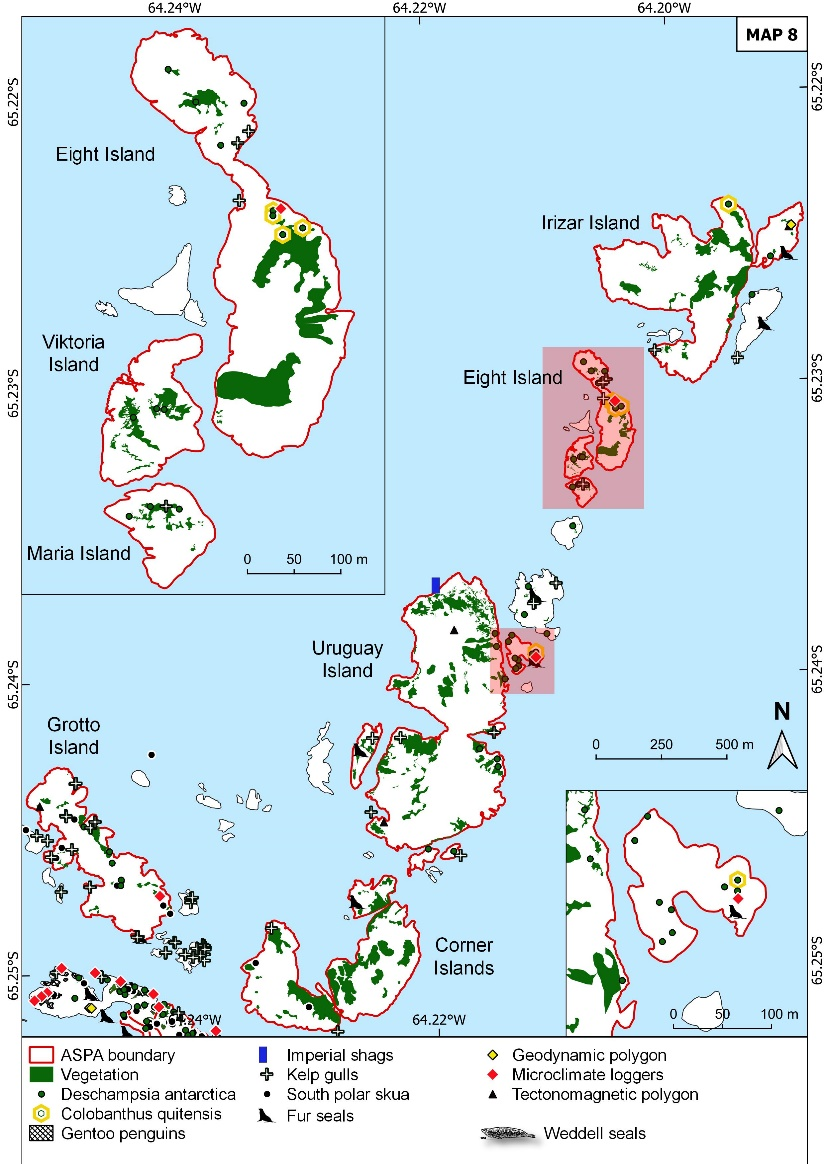 64.24°W
64.22°W
64.20°W
MAP 8
65.22°S
65.22°S
Eight Island
Irizar Island
Viktoria
Island
65.23°S
65.23°S
Eight Island
Maria Island
0 50 100 m
Uruguay
Island
65.24°S
65.24°S
Grotto
Island
N
0 250 500 m
Corner
Islands
65.25°S
65.25°S
0 50 100 m
64.24°W
64.22°W
ASPA boundary
Vegetation
Deschampsia antarctica
Colobanthus quitensis
Gentoo penguins
Imperial shags
Kelp gulls
South polar skua
Fur seals
Geodynamic polygon
Microclimate loggers
Tectonomagnetic polygon
Weddell seals